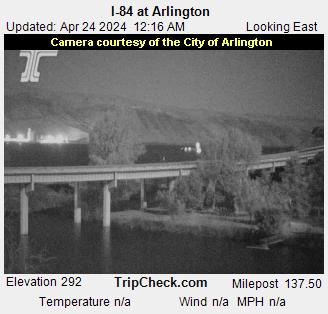 I-84 at Arlington
Updated: Apr 24 2024 12:16 AM Looking East
Camera courtesy of the City of Arlington
Elevation 292 TripCheck.com Milepost 137.50
Temperature n/a Wind n/a MPH n/a